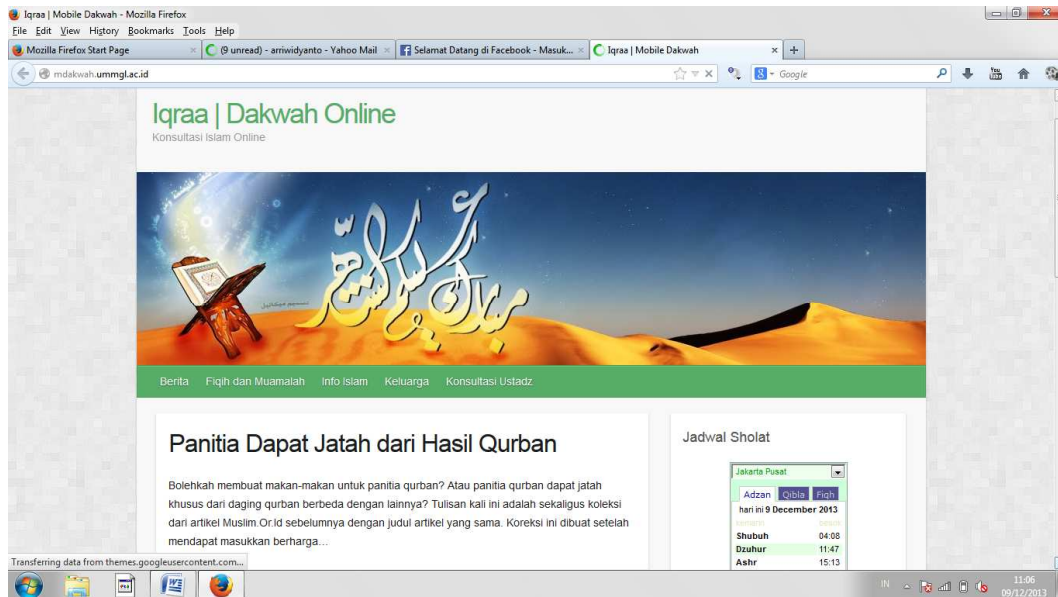 Iqraa | Mobile Dakwah - Mozilla Firefox
File Edit View History Bookmarks Tools Help
Mozilla Firefox Start Page
(9 unread) - arriwidyanto - Yahoo Mail
Selamat Datang di Facebook - Masuk...
Iqraa | Mobile Dakwah
mdakwah.ummgl.ac.id
Google
You
Iqraa | Dakwah Online
Konsultasi Islam Online
مبارك عليكم الشهر
Berita Fiqih dan Muamalah Info Islam Keluarga Konsultasi Ustadz
Panitia Dapat Jatah dari Hasil Qurban
Bolehkah membuat makan-makan untuk panitia qurban? Atau panitia qurban dapat jatah
khusus dari daging qurban berbeda dengan lainnya? Tulisan kali ini adalah sekaligus koleksi
dari artikel Muslim.Or.Id sebelumnya dengan judul artikel yang sama. Koreksi ini dibuat setelah
mendapat masukkan berharga…
Jadwal Sholat
Jakarta Pusat
Adzan Qibla Fiqh
hari ini 9 December 2013
Shubuh 04:08
Dzuhur 11:47
Ashr 15:13
Transferring data from themes.googleusercontent.com...
IN
11:06
09/12/2013